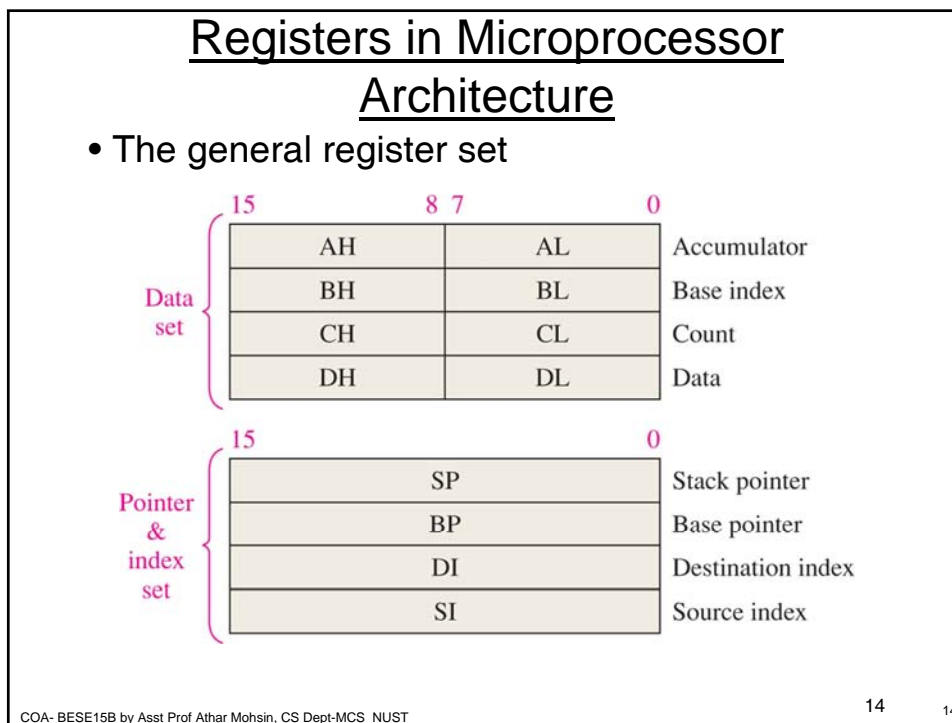 Registers in Microprocessor
Architecture
• The general register set
15 8 7 0
AH AL Accumulator
BH BL Base index
CH CL Count
DH DL Data
Data
set
15 0
SP Stack pointer
BP Base pointer
DI Destination index
SI Source index
Pointer
&
index
set
COA- BESE15B by Asst Prof Athar Mohsin, CS Dept-MCS NUST
14
14